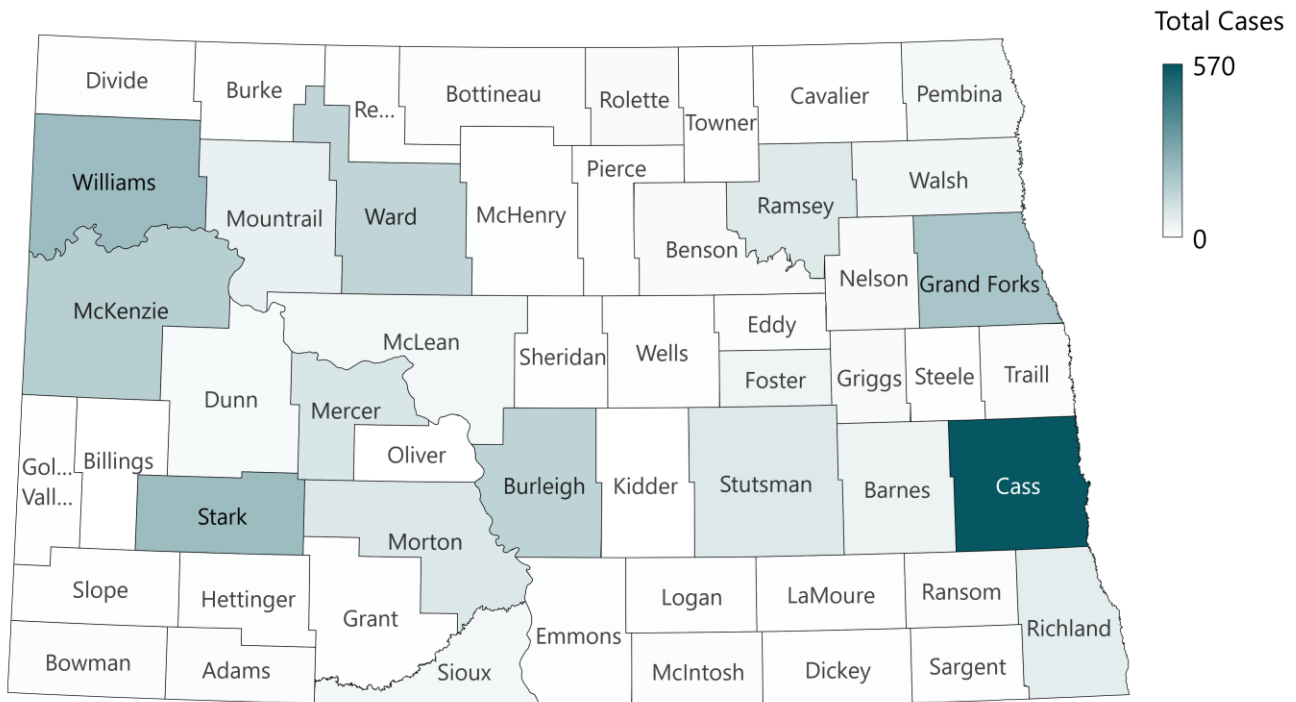 Total Cases
570
0
Divide
Burke
Re...
Bottineau
Rolette
Towner
Cavalier
Pembina
Williams
Mountrail
Ward
McHenry
Pierce
Benson
Ramsey
Walsh
Nelson
Grand Forks
McKenzie
Dunn
McLean
Sheridan
Wells
Eddy
Foster
Griggs
Steele
Traill
Mercer
Oliver
Gol...
Vall...
Billings
Stark
Morton
Burleigh
Kidder
Stutsman
Barnes
Cass
Slope
Hettinger
Grant
Emmons
Logan
LaMoure
Ransom
Richland
Bowman
Adams
Sioux
McIntosh
Dickey
Sargent